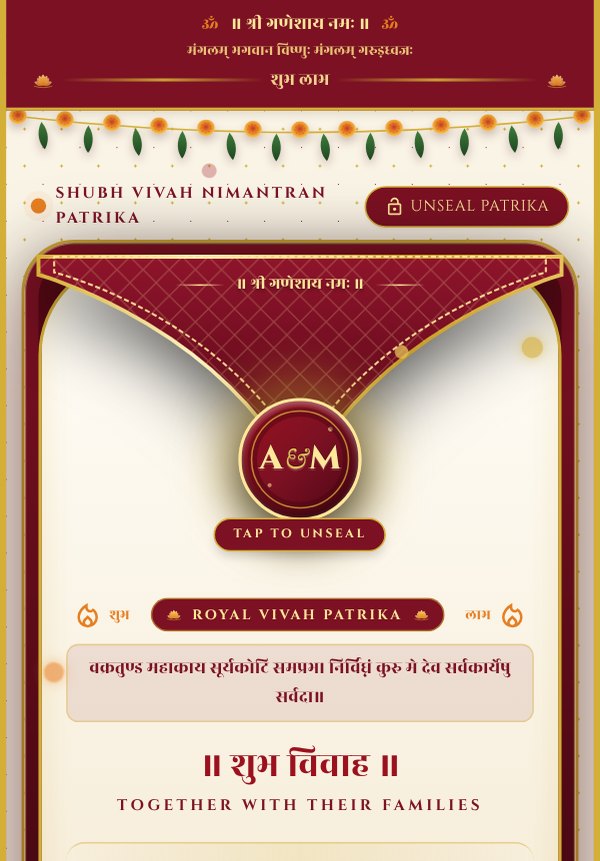 ॐ ॥ श्री गणेशाय नमः ॥ ॐ
मंगलम् भगवान विष्णुः मंगलम् गरुड़ध्वजः
शुभ लाभ
SHUBH VIVAH NIMANTRAN
PATRIKA
UNSEAL PATRIKA
॥ श्री गणेशाय नमः ॥
A&M
TAP TO UNSEAL
शुभ ROYAL VIVAH PATRIKA लाभ
वक्रतुण्ड महाकाय सूर्यकोटि समप्रभ। निर्विघ्नं कुरु मे देव सर्वकार्येषु
सर्वदा॥
॥ शुभ विवाह ॥
TOGETHER WITH THEIR FAMILIES